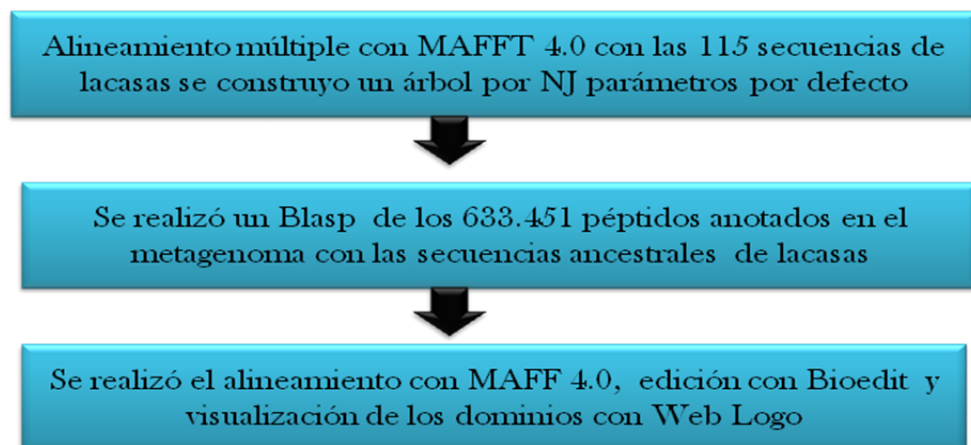 Alineamiento múltiple con MAFFT 4.0 con las 115 secuencias de
lacasas se construyo un árbol por NJ parámetros por defecto
Se realizó un Blasp de los 633.451 péptidos anotados en el
metagenoma con las secuencias ancestrales de lacasas
Se realizó el alineamiento con MAFF 4.0, edición con Bioedit y
visualización de los dominios con Web Logo